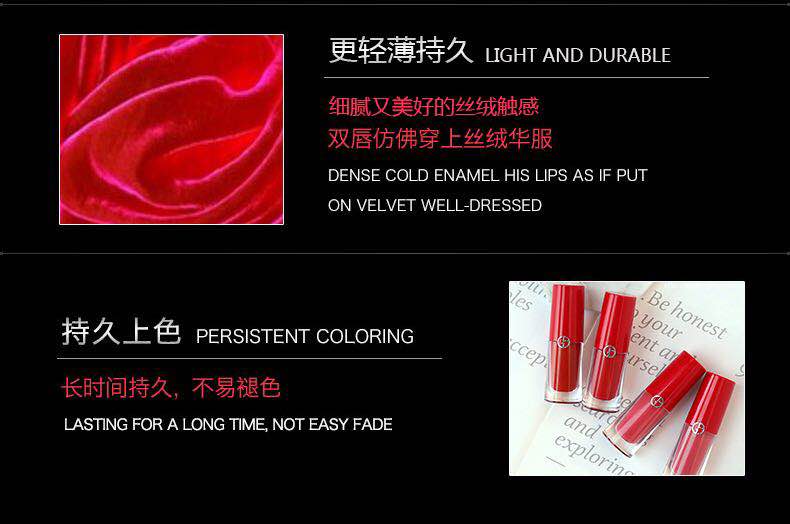 更轻薄持久 LIGHT AND DURABLE
细腻又美好的丝绒触感
双唇仿佛穿上丝绒华服
DENSE COLD ENAMEL HIS LIPS AS IF PUT
ON VELVET WELL-DRESSED
持久上色 PERSISTENT COLORING
长时间持久，不易褪色
LASTING FOR A LONG TIME, NOT EASY FADE
Be honest
to your
accept
and
exploring